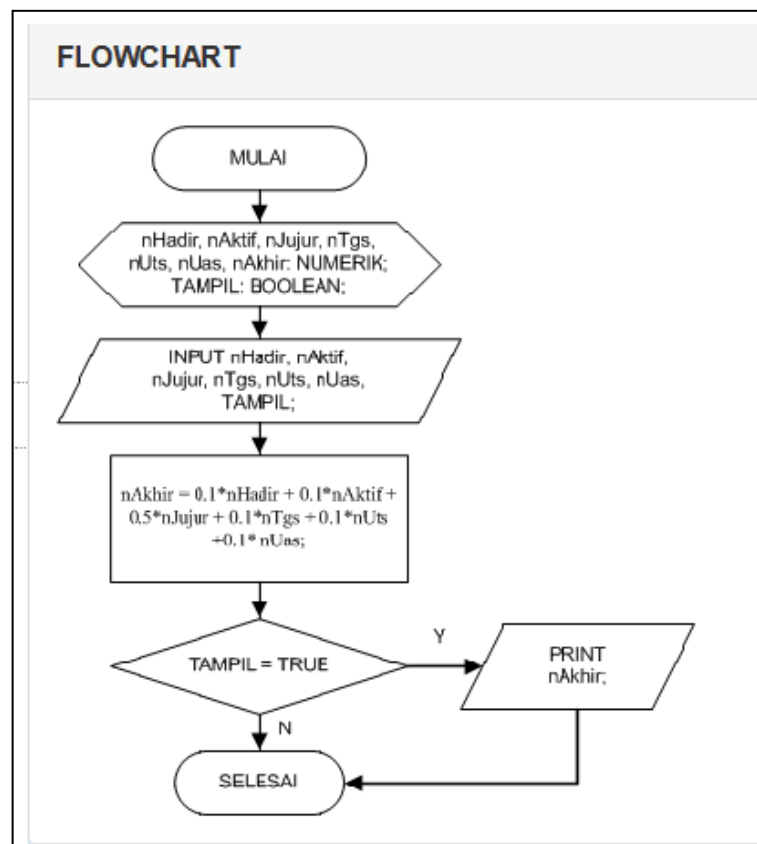 FLOWCHART
MULAI
nHadir, nAktif, nJujur, nTgs,
nUts, nUas, nAkhir: NUMERIK;
TAMPIL: BOOLEAN;
INPUT nHadir, nAktif,
nJujur, nTgs, nUts, nUas,
TAMPIL;
nAkhir = 0.1*nHadir + 0.1*nAktif +
0.5*nJujur + 0.1*nTgs + 0.1*nUts
+0.1* nUas;
TAMPIL = TRUE
Y
PRINT
nAkhir;
N
SELESAI